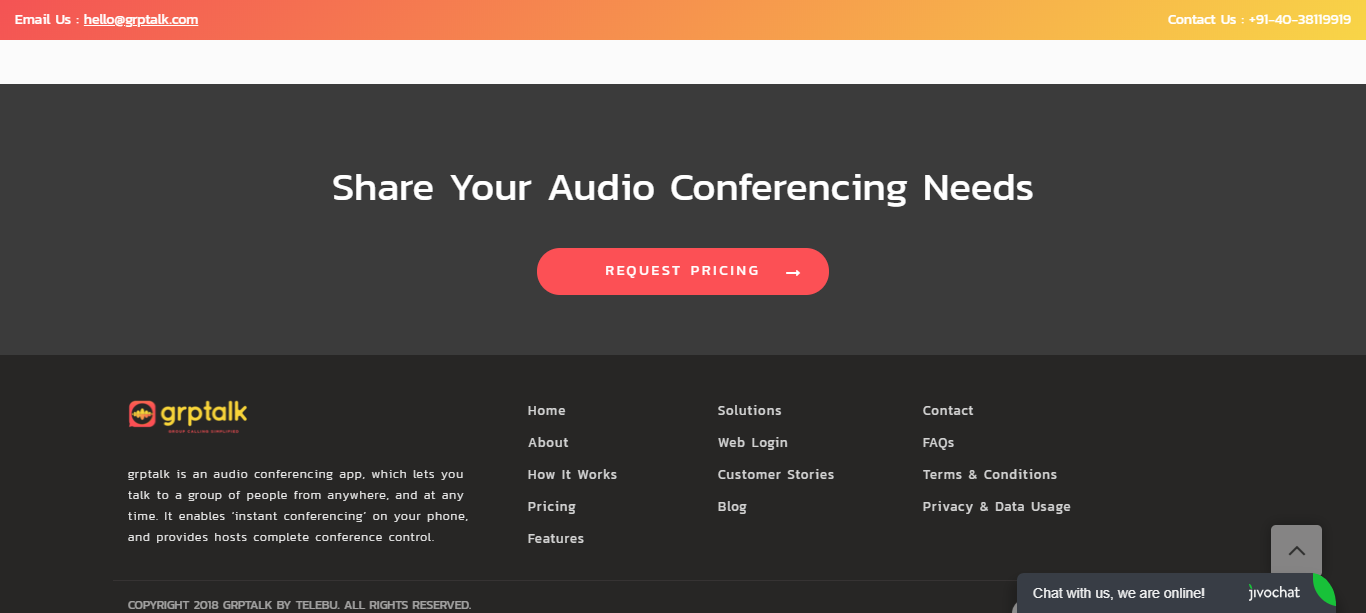 Email Us : hello@grptalk.com
Contact Us : +91-40-38119919
Share Your Audio Conferencing Needs
REQUEST PRICING
grptalk
GROUP CALLING SIMPLIFIED
grptalk is an audio conferencing app, which lets you
talk to a group of people from anywhere, and at any
time. It enables ‘instant conferencing’ on your phone,
and provides hosts complete conference control.
Home
About
How It Works
Pricing
Features
Solutions
Web Login
Customer Stories
Blog
Contact
FAQs
Terms & Conditions
Privacy & Data Usage
COPYRIGHT 2018 GRPTALK BY TELEBU. ALL RIGHTS RESERVED.
Chat with us, we are online!
jivochat